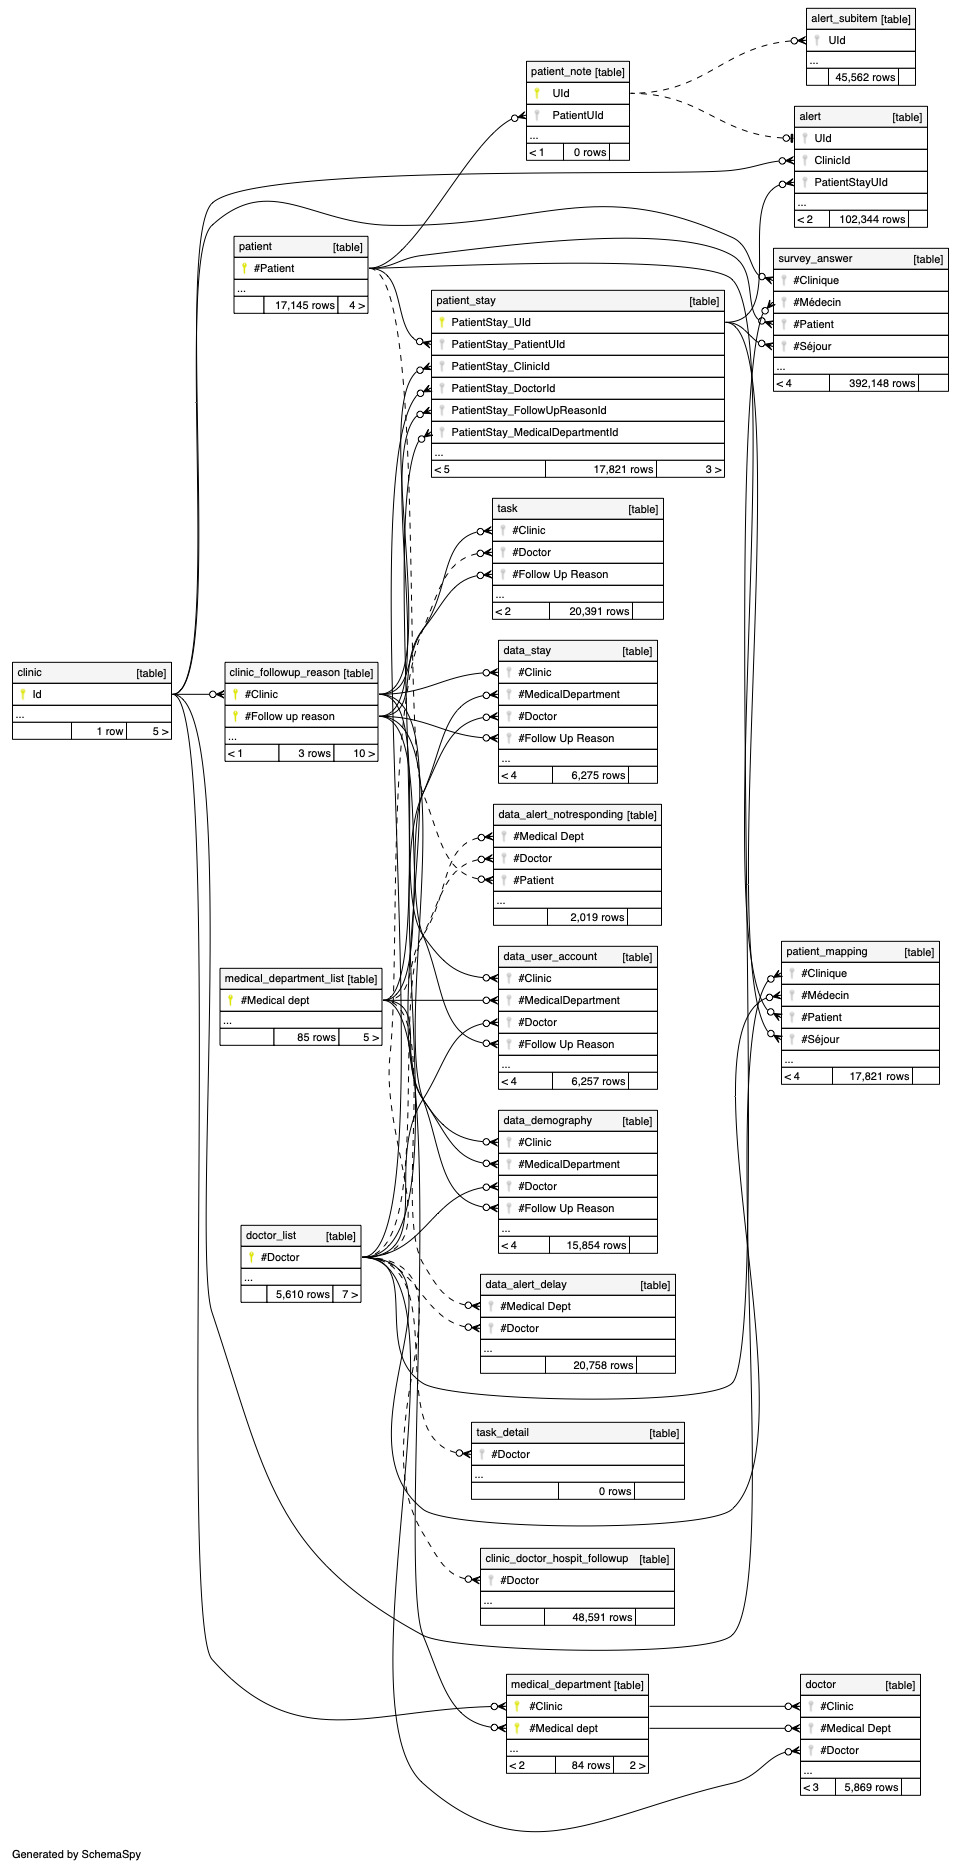 alert_subitem [table]
UId
...
45,562 rows
patient_note [table]
UId
PatientUId
...
< 1 0 rows
alert [table]
UId
ClinicId
PatientStayUId
...
< 2 102,344 rows
patient [table]
#Patient
...
17,145 rows 4 >
survey_answer [table]
#Clinique
#Médecin
#Patient
#Séjour
...
< 4 392,148 rows
patient_stay [table]
PatientStay_UId
PatientStay_PatientUId
PatientStay_ClinicId
PatientStay_DoctorId
PatientStay_FollowUpReasonId
PatientStay_MedicalDepartmentId
...
< 5 17,821 rows 3 >
task [table]
#Clinic
#Doctor
#Follow Up Reason
...
< 2 20,391 rows
clinic [table]
Id
...
1 row 5 >
clinic_followup_reason [table]
#Clinic
#Follow up reason
...
< 1 3 rows 10 >
data_stay [table]
#Clinic
#MedicalDepartment
#Doctor
#Follow Up Reason
...
< 4 6,275 rows
data_alert_notresponding [table]
#Medical Dept
#Doctor
#Patient
...
2,019 rows
medical_department_list [table]
#Medical dept
...
85 rows 5 >
data_user_account [table]
#Clinic
#MedicalDepartment
#Doctor
#Follow Up Reason
...
< 4 6,257 rows
patient_mapping [table]
#Clinique
#Médecin
#Patient
#Séjour
...
< 4 17,821 rows
data_demography [table]
#Clinic
#MedicalDepartment
#Doctor
#Follow Up Reason
...
< 4 15,854 rows
doctor_list [table]
#Doctor
...
5,610 rows 7 >
data_alert_delay [table]
#Medical Dept
#Doctor
...
20,758 rows
task_detail [table]
#Doctor
...
0 rows
clinic_doctor_hospit_followup [table]
#Doctor
...
48,591 rows
medical_department [table]
#Clinic
#Medical dept
...
< 2 84 rows 2 >
doctor [table]
#Clinic
#Medical Dept
#Doctor
...
< 3 5,869 rows
Generated by SchemaSpy